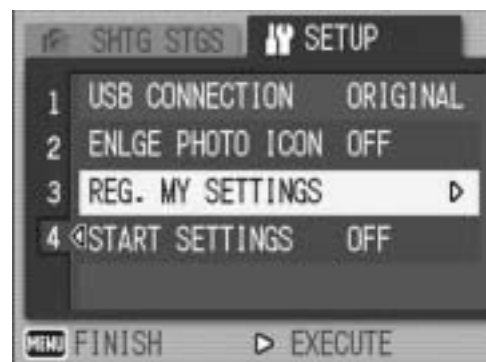 SHTG STGS SETUP
1 USB CONNECTION ORIGINAL
2 ENLGE PHOTO ICON OFF
3 REG. MY SETTINGS
4 START SETTINGS OFF
MENU FINISH EXECUTE